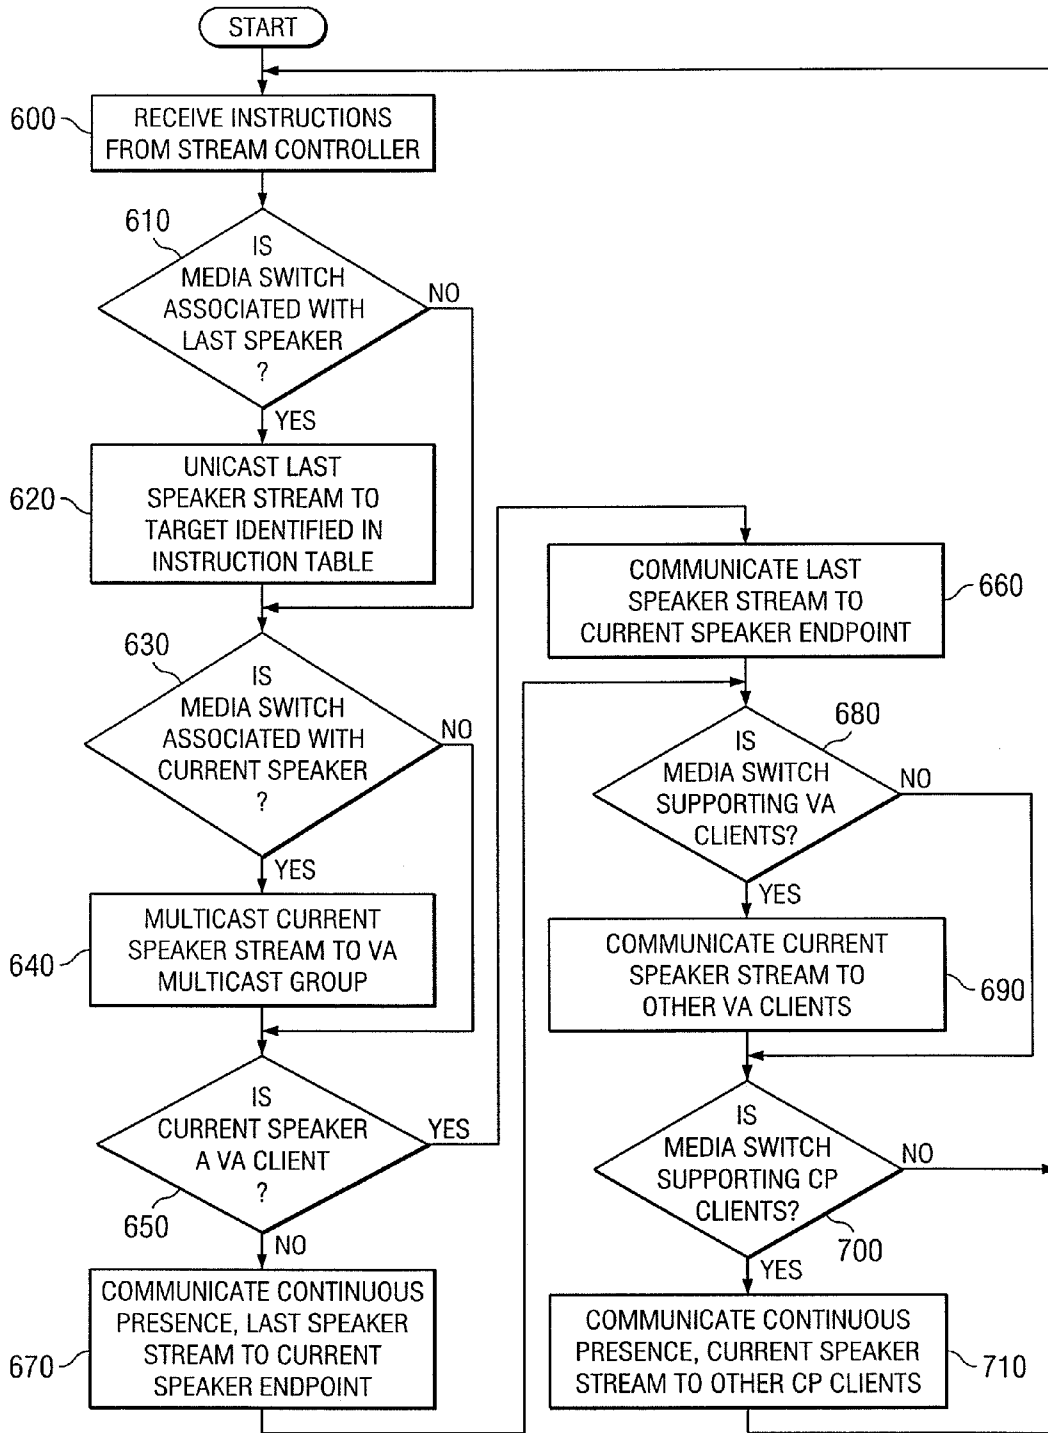 START
600
RECEIVE INSTRUCTIONS
FROM STREAM CONTROLLER
610
IS
MEDIA SWITCH
ASSOCIATED WITH
LAST SPEAKER
?
NO
YES
620
UNICAST LAST
SPEAKER STREAM TO
TARGET IDENTIFIED IN
INSTRUCTION TABLE
630
IS
MEDIA SWITCH
ASSOCIATED WITH
CURRENT SPEAKER
?
NO
YES
640
MULTICAST CURRENT
SPEAKER STREAM TO VA
MULTICAST GROUP
IS
CURRENT SPEAKER
A VA CLIENT
?
YES
650
NO
670
COMMUNICATE CONTINUOUS
PRESENCE, LAST SPEAKER
STREAM TO CURRENT
SPEAKER ENDPOINT
COMMUNICATE LAST
SPEAKER STREAM TO
CURRENT SPEAKER ENDPOINT
660
680
IS
MEDIA SWITCH
SUPPORTING VA
CLIENTS?
NO
YES
COMMUNICATE CURRENT
SPEAKER STREAM TO
OTHER VA CLIENTS
690
IS
MEDIA SWITCH
SUPPORTING CP
CLIENTS?
NO
700
YES
COMMUNICATE CONTINUOUS
PRESENCE, CURRENT SPEAKER
STREAM TO OTHER CP CLIENTS
710